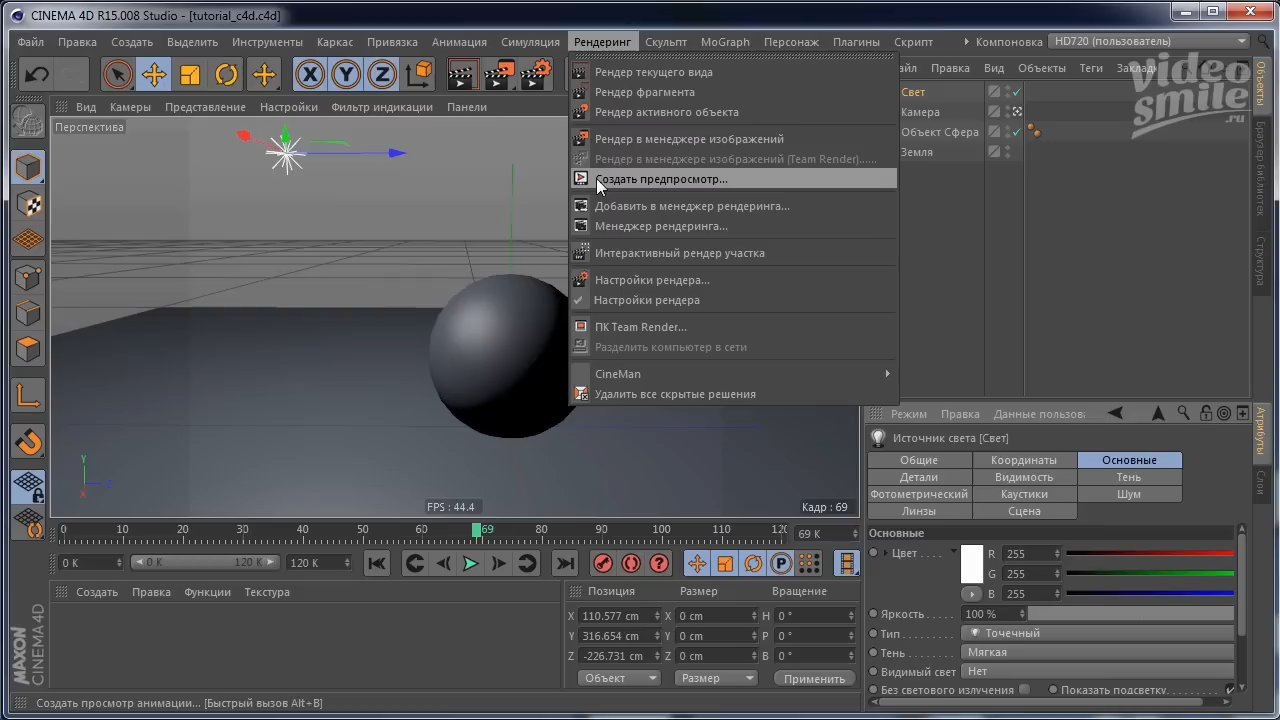 CINEMA 4D R15.008 Studio - [tutorial_c4d.c4d]
Файл Правка Создать Выделить Инструменты Каркас Привязка Анимация Симуляция Рендеринг Скульпт MoGraph Персонаж Плагины Скрипт Компоновка HD720 (пользователь)
Вид Камеры Представление Настройки Фильтр индикации Панели
Перспектива
Рендер текущего вида
Рендер фрагмента
Рендер активного объекта
Рендер в менеджере изображений
Рендер в менеджере изображений (Team Render)......
Создать предпросмотр...
Добавить в менеджер рендеринга...
Менеджер рендеринга...
Интерактивный рендер участка
Настройки рендера...
Настройки рендера
ПК Team Render...
Разделить компьютер в сети
CineMan
Удалить все скрытые решения
айл Правка Вид Объекты Теги Заклад
Свет
Камера
Объект Сфера
Земля
video
smile
.ru
Объекты
Браузер библиотек
Структура
X Y Z
Y
X Z
FPS : 44.4
Кадр : 69
0 10 20 30 40 50 60 69 80 90 100 110 120
69 K
0 K 0 K 120 K 120 K
P
Создать Правка Функции Текстура
Позиция Размер Вращение
X 110.577 cm X 0 cm H 0 °
Y 316.654 cm Y 0 cm P 0 °
Z -226.731 cm Z 0 cm B 0 °
Объект Размер Применить
Режим Правка Данные пользов
Источник света [Свет]
Общие Координаты Основные
Детали Видимость Тень
Фотометрический Каустики Шум
Линзы Сцена
Основные
Цвет . . . . R 255
G 255
B 255
Яркость . . . . . 100 %
Тип . . . . . . . . . Точечный
Тень . . . . . . . . Мягкая
Видимый свет Нет
Без светового излучения Показать подсветку.
Атрибуты
Слои
MAXON
CINEMA 4D
Создать просмотр анимации... [Быстрый вызов Alt+B]